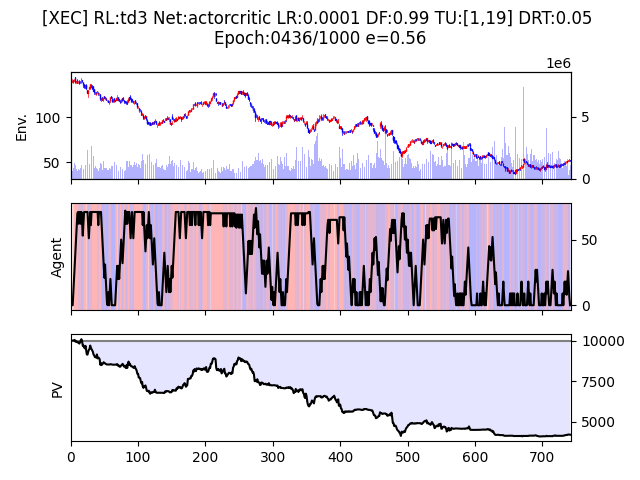 [XEC] RL:td3 Net:actorcritic LR:0.0001 DF:0.99 TU:[1,19] DRT:0.05
Epoch:0436/1000 e=0.56
1e6
Env.
100
50
5
0
Agent
50
0
PV
10000
7500
5000
0 100 200 300 400 500 600 700